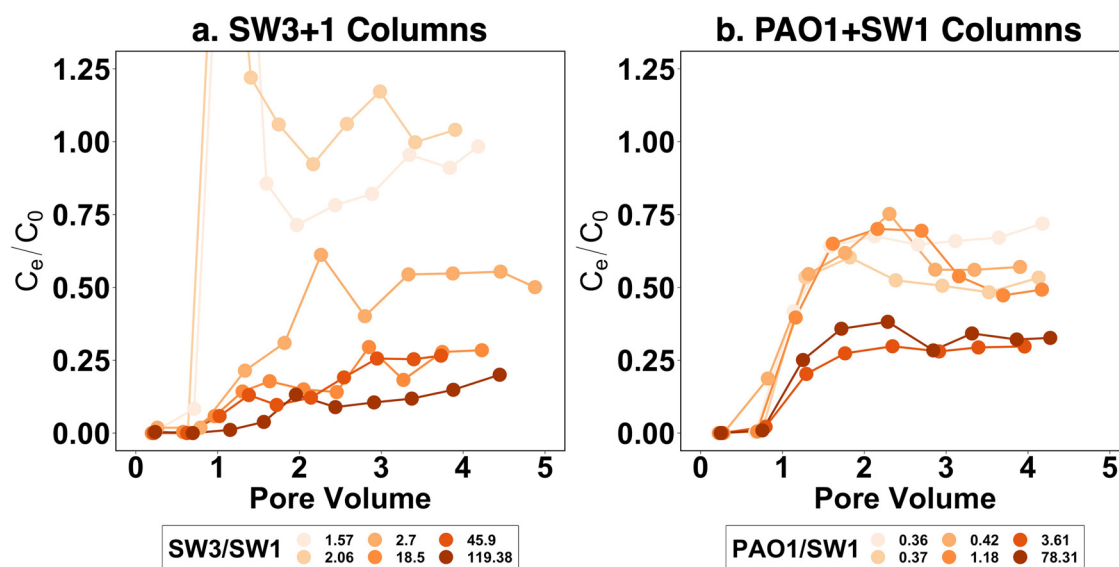 a. SW3+1 Columns
b. PAO1+SW1 Columns
Ce/C0
1.25
1.00
0.75
0.50
0.25
0.00
0 1 2 3 4 5
Pore Volume
SW3/SW1
1.57 2.7 45.9
2.06 18.5 119.38
Ce/C0
1.25
1.00
0.75
0.50
0.25
0.00
0 1 2 3 4 5
Pore Volume
PAO1/SW1
0.36 0.42 3.61
0.37 1.18 78.31